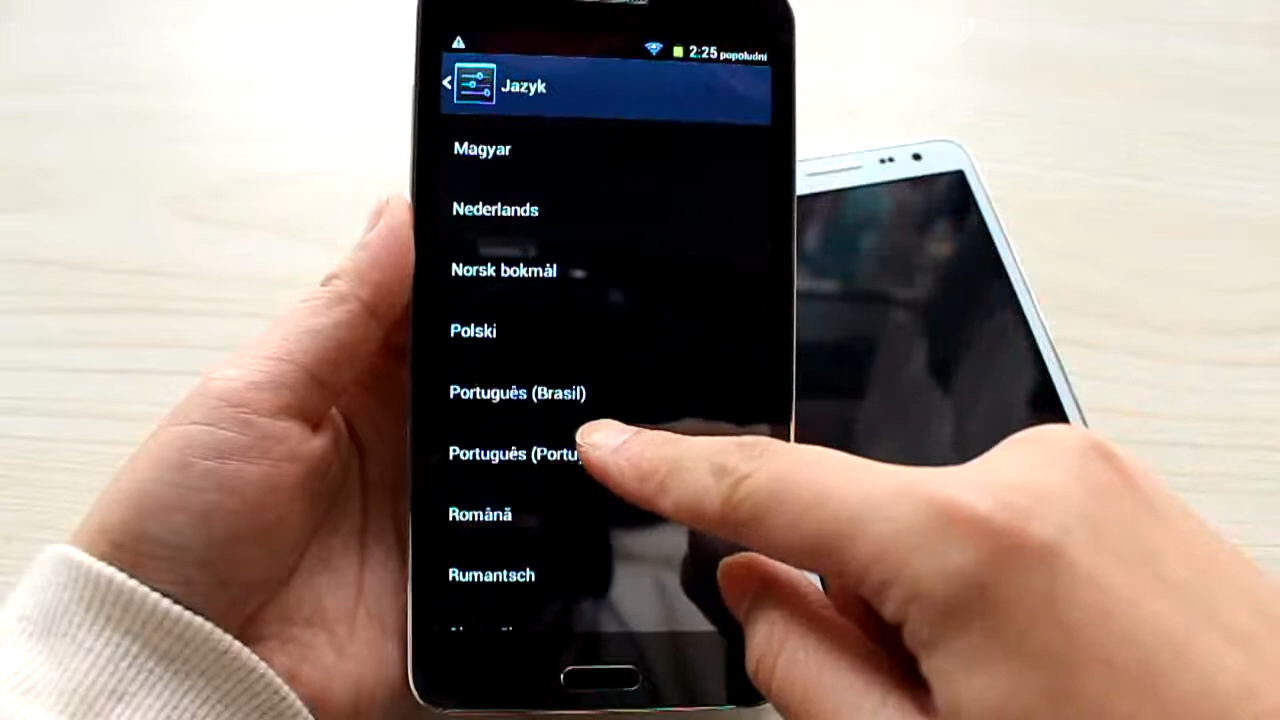 2:25 popoludní
Jazyk
Magyar
Nederlands
Norsk bokmål
Polski
Português (Brasil)
Português (Portu
Română
Rumantsch